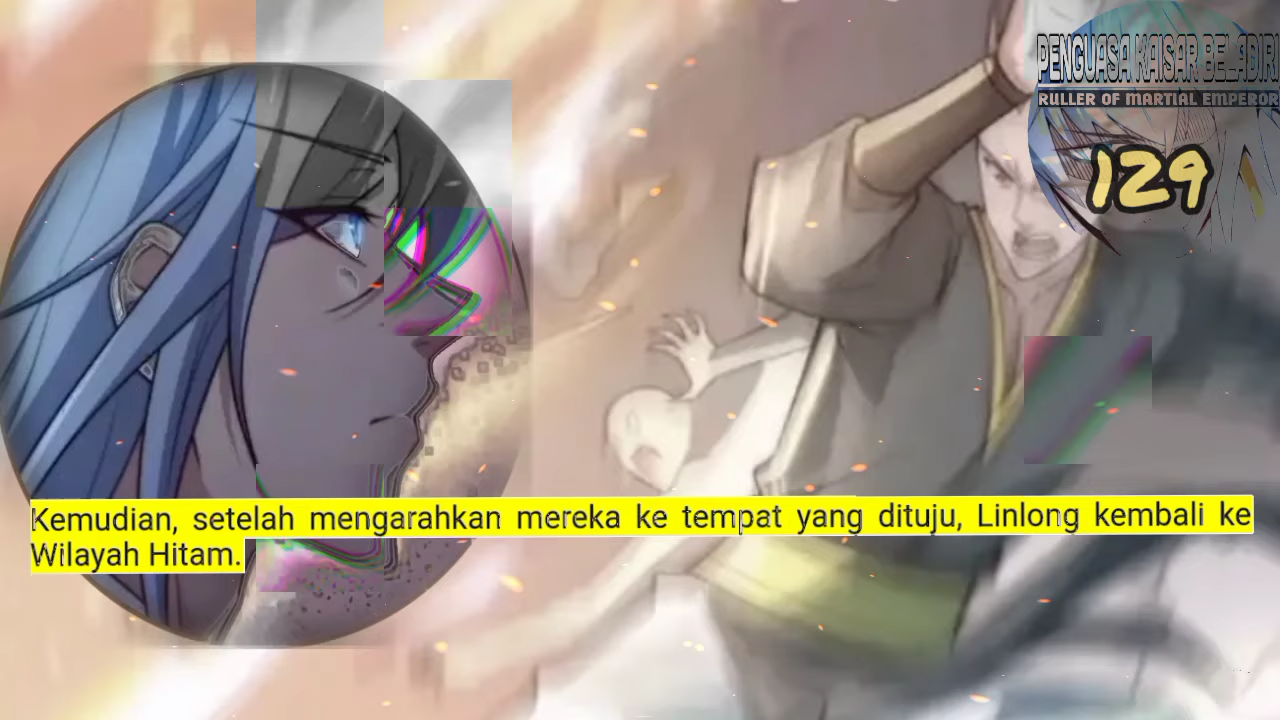 PENGUASA KAISAR BELADIRI
RULLER OF MARTIAL EMPEROR
129
Kemudian, setelah mengarahkan mereka ke tempat yang dituju, Linlong kembali ke
Wilayah Hitam.